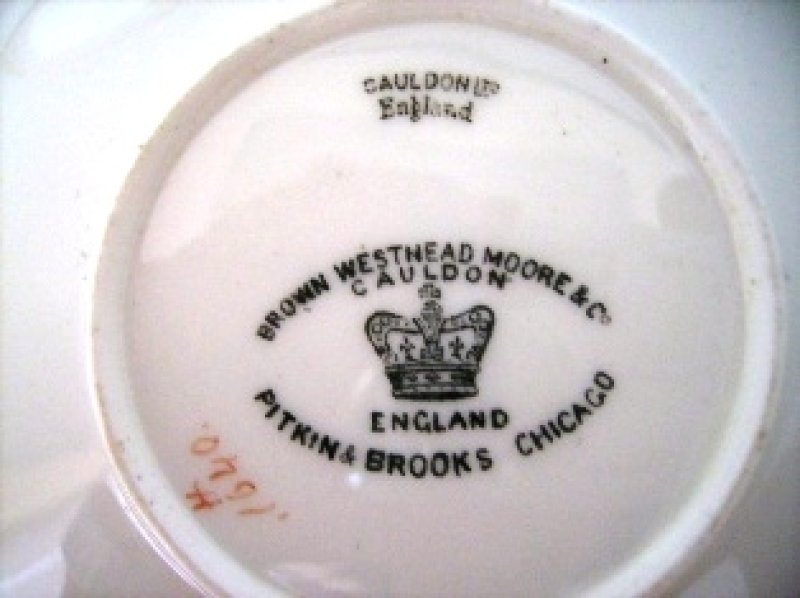 CAULDON LTD
England
BROWN WESTHEAD MOORE & Co
CAULDON
ENGLAND
PITKIN & BROOKS CHICAGO